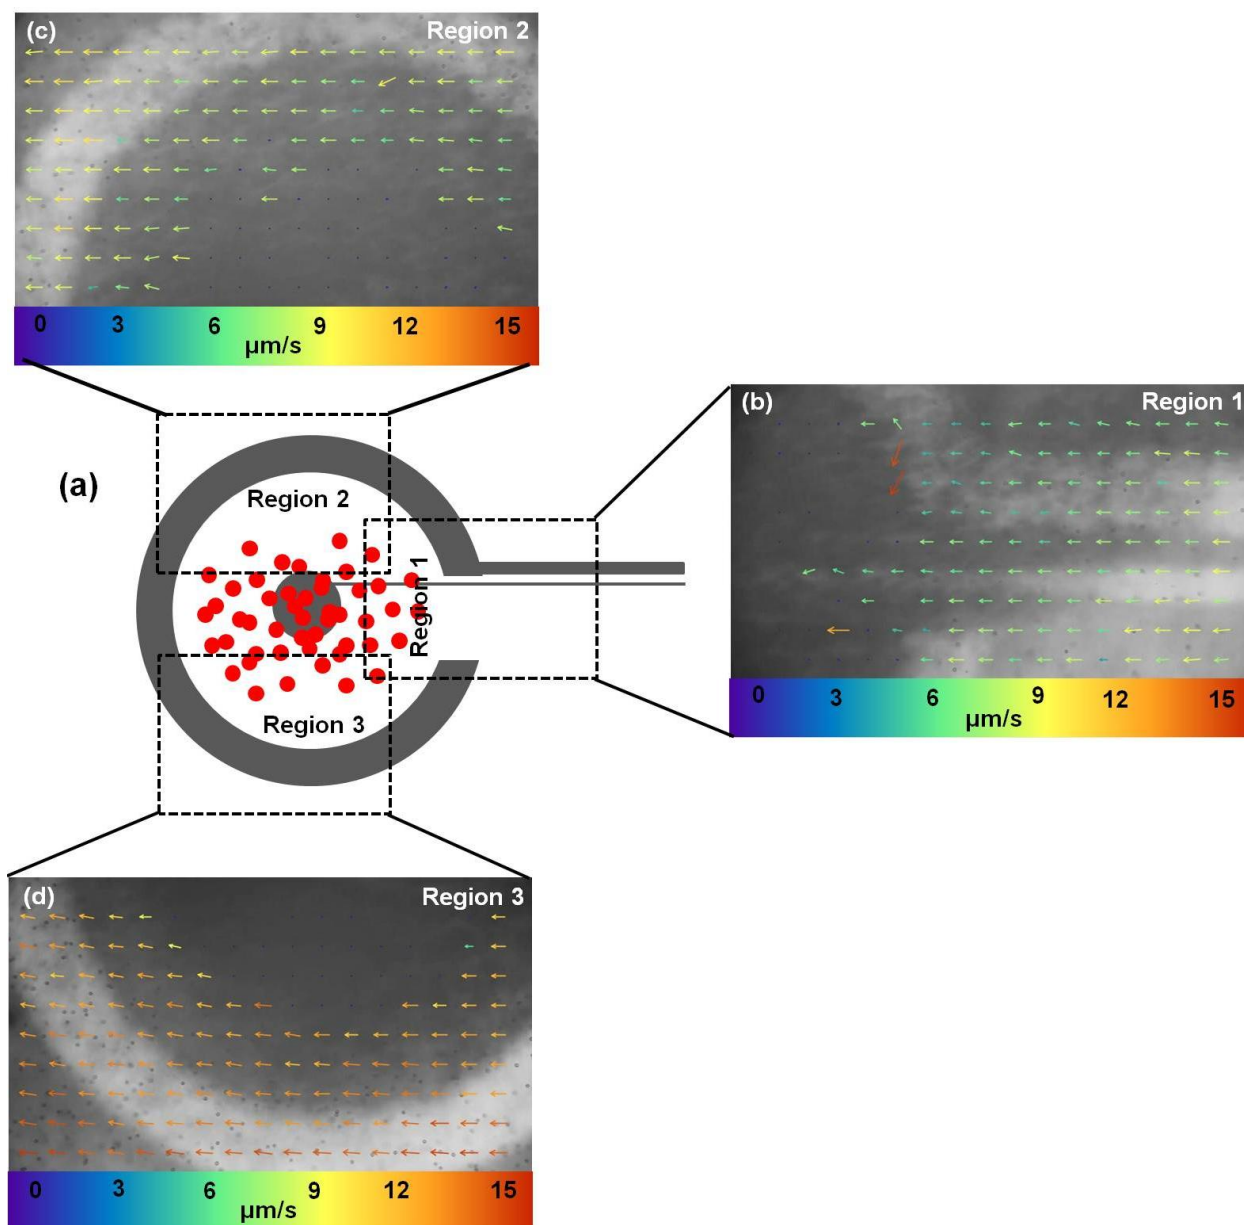 (c) Region 2
0 3 6 9 12 15
µm/s
(a)
Region 2
Region 1
Region 3
(b) Region 1
0 3 6 9 12 15
µm/s
(d) Region 3
0 3 6 9 12 15
µm/s